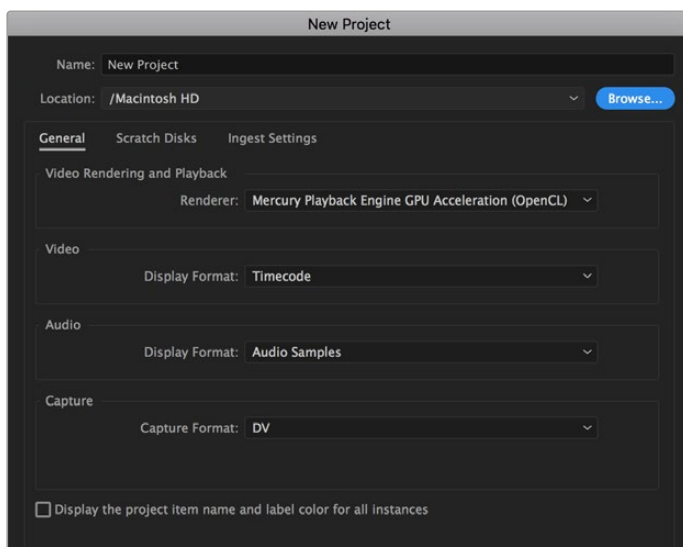 New Project
Name: New Project
Location: /Macintosh HD Browse...
General Scratch Disks Ingest Settings
Video Rendering and Playback
Renderer: Mercury Playback Engine GPU Acceleration (OpenCL)
Video
Display Format: Timecode
Audio
Display Format: Audio Samples
Capture
Capture Format: DV
Display the project item name and label color for all instances